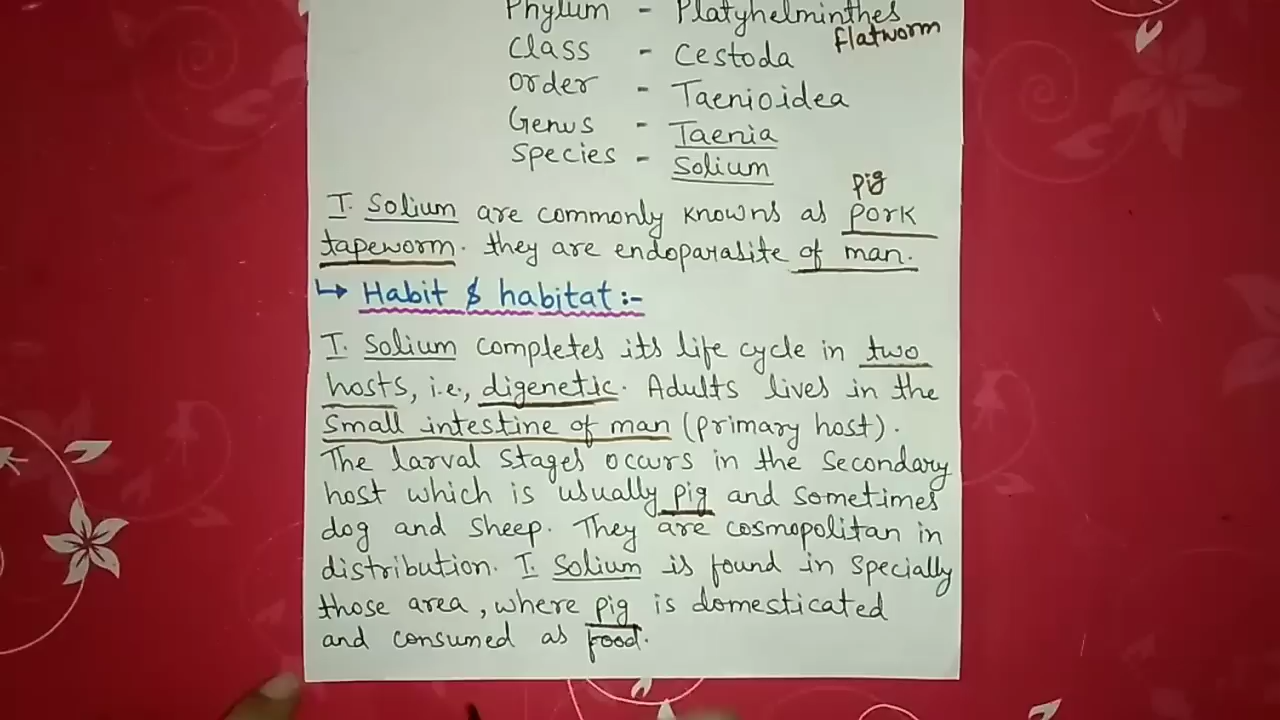 Phylum - Platyhelminthes
flatworm
Class - Cestoda
Order - Taenioidea
Genus - Taenia
Species - Solium
pig
T. Solium are commonly knowns as pork
tapeworm. they are endoparasite of man.
↳ Habit & habitat:-
T. Solium completes its life cycle in two
hosts, i.e., digenetic. Adults lives in the
small intestine of man (primary host).
The larval stages occurs in the secondary
host which is usually pig and sometimes
dog and sheep. They are cosmopolitan in
distribution. T. Solium is found in specially
those area, where pig is domesticated
and consumed as food.